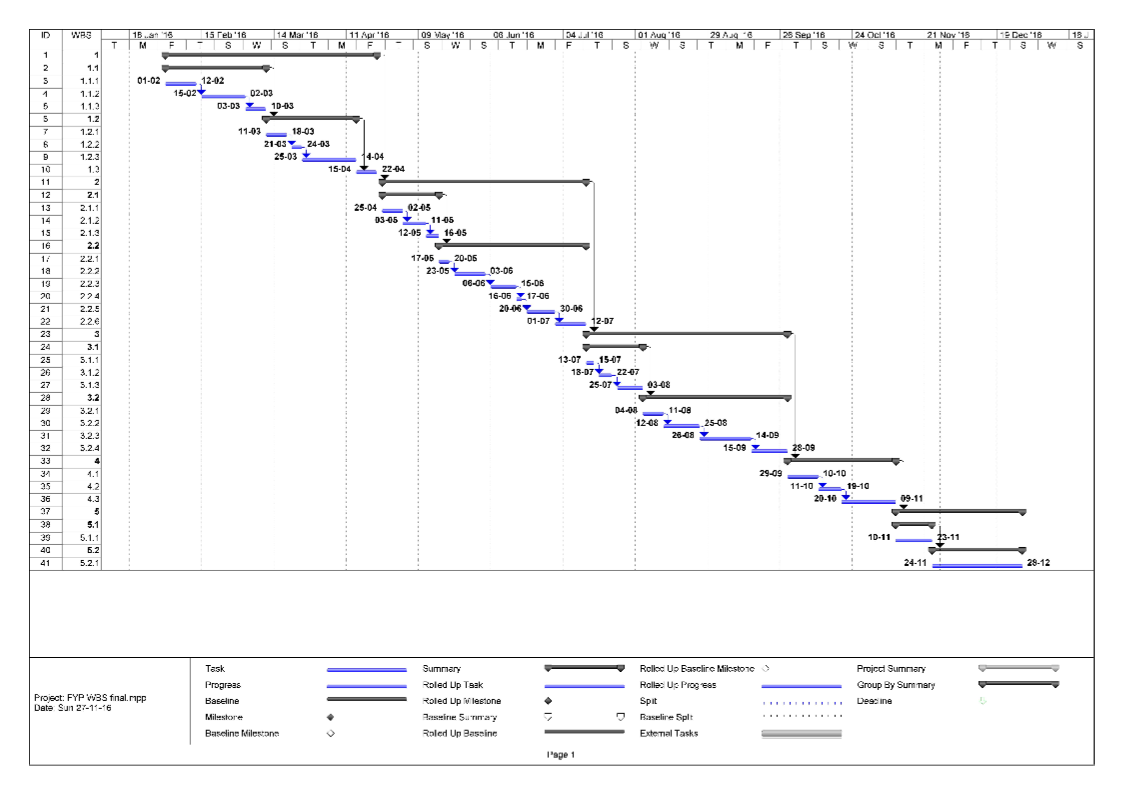 ID WBS 18 Jan '16 15 Feb '16 14 Mar '16 11 Apr '16 09 May '16 06 Jun '16 04 Jul '16 01 Aug '16 29 Aug '16 26 Sep '16 24 Oct '16 21 Nov '16 19 Dec '16 16 J
T M F T S W S T M F T S W S T M F T S W S T M F T S W S T M F T S W S
1 1
2 1.1
3 1.1.1 01-02 12-02
4 1.1.2 15-02 02-03
5 1.1.3 03-03 10-03
6 1.2
7 1.2.1 11-03 18-03
8 1.2.2 21-03 24-03
9 1.2.3 25-03 14-04
10 1.3 15-04 22-04
11 2
12 2.1
13 2.1.1 25-04 02-05
14 2.1.2 03-05 11-05
15 2.1.3 12-05 16-05
16 2.2
17 2.2.1 17-05 20-05
18 2.2.2 23-05 03-06
19 2.2.3 06-06 15-06
20 2.2.4 16-06 17-06
21 2.2.5 20-06 30-06
22 2.2.6 01-07 12-07
23 3
24 3.1
25 3.1.1 13-07 15-07
26 3.1.2 18-07 22-07
27 3.1.3 25-07 03-08
28 3.2
29 3.2.1 04-08 11-08
30 3.2.2 12-08 25-08
31 3.2.3 26-08 14-09
32 3.2.4 15-09 28-09
33 4
34 4.1 29-09 10-10
35 4.2 11-10 19-10
36 4.3 20-10 09-11
37 5
38 5.1
39 5.1.1 10-11 23-11
40 5.2
41 5.2.1 24-11 28-12
Project: FYP WBS final.mpp
Date: Sun 27-11-16
Task Summary Rolled Up Baseline Milestone Project Summary
Progress Rolled Up Task Rolled Up Progress Group By Summary
Baseline Rolled Up Milestone Split Deadline
Milestone Baseline Summary Baseline Split
Baseline Milestone Rolled Up Baseline External Tasks
Page 1